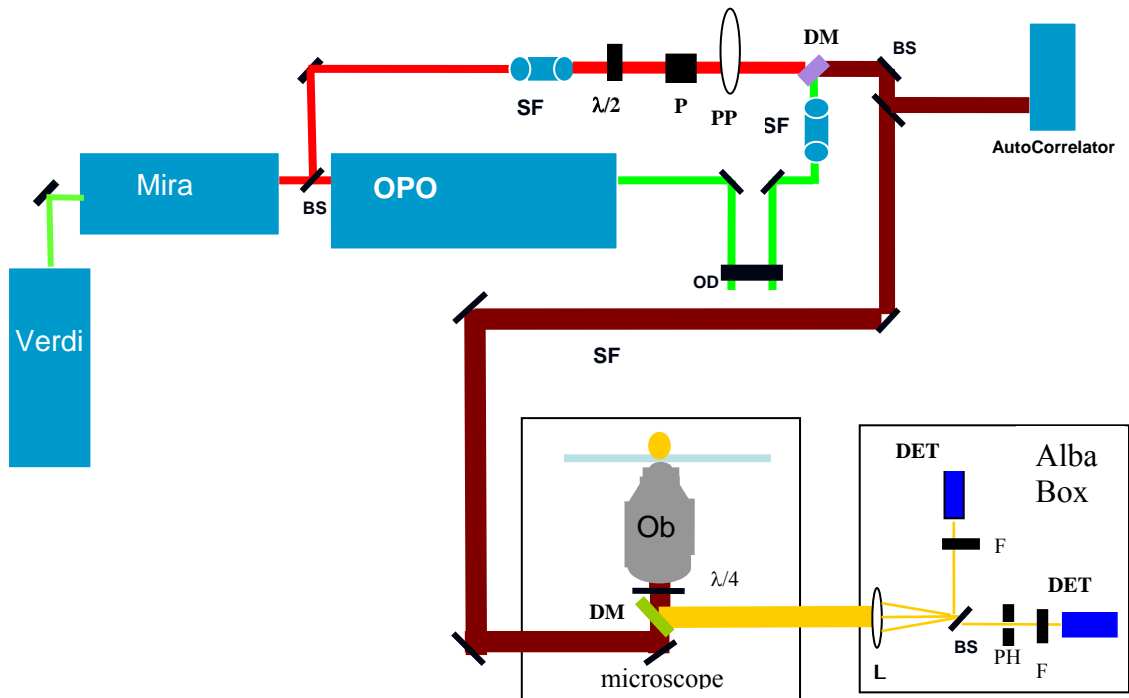 DM
BS
SF
λ/2
P
PP
SF
AutoCorrelator
Mira
BS
OPO
OD
Verdi
SF
Ob
λ/4
DM
microscope
DET
Alba
Box
F
DET
L
BS
PH
F